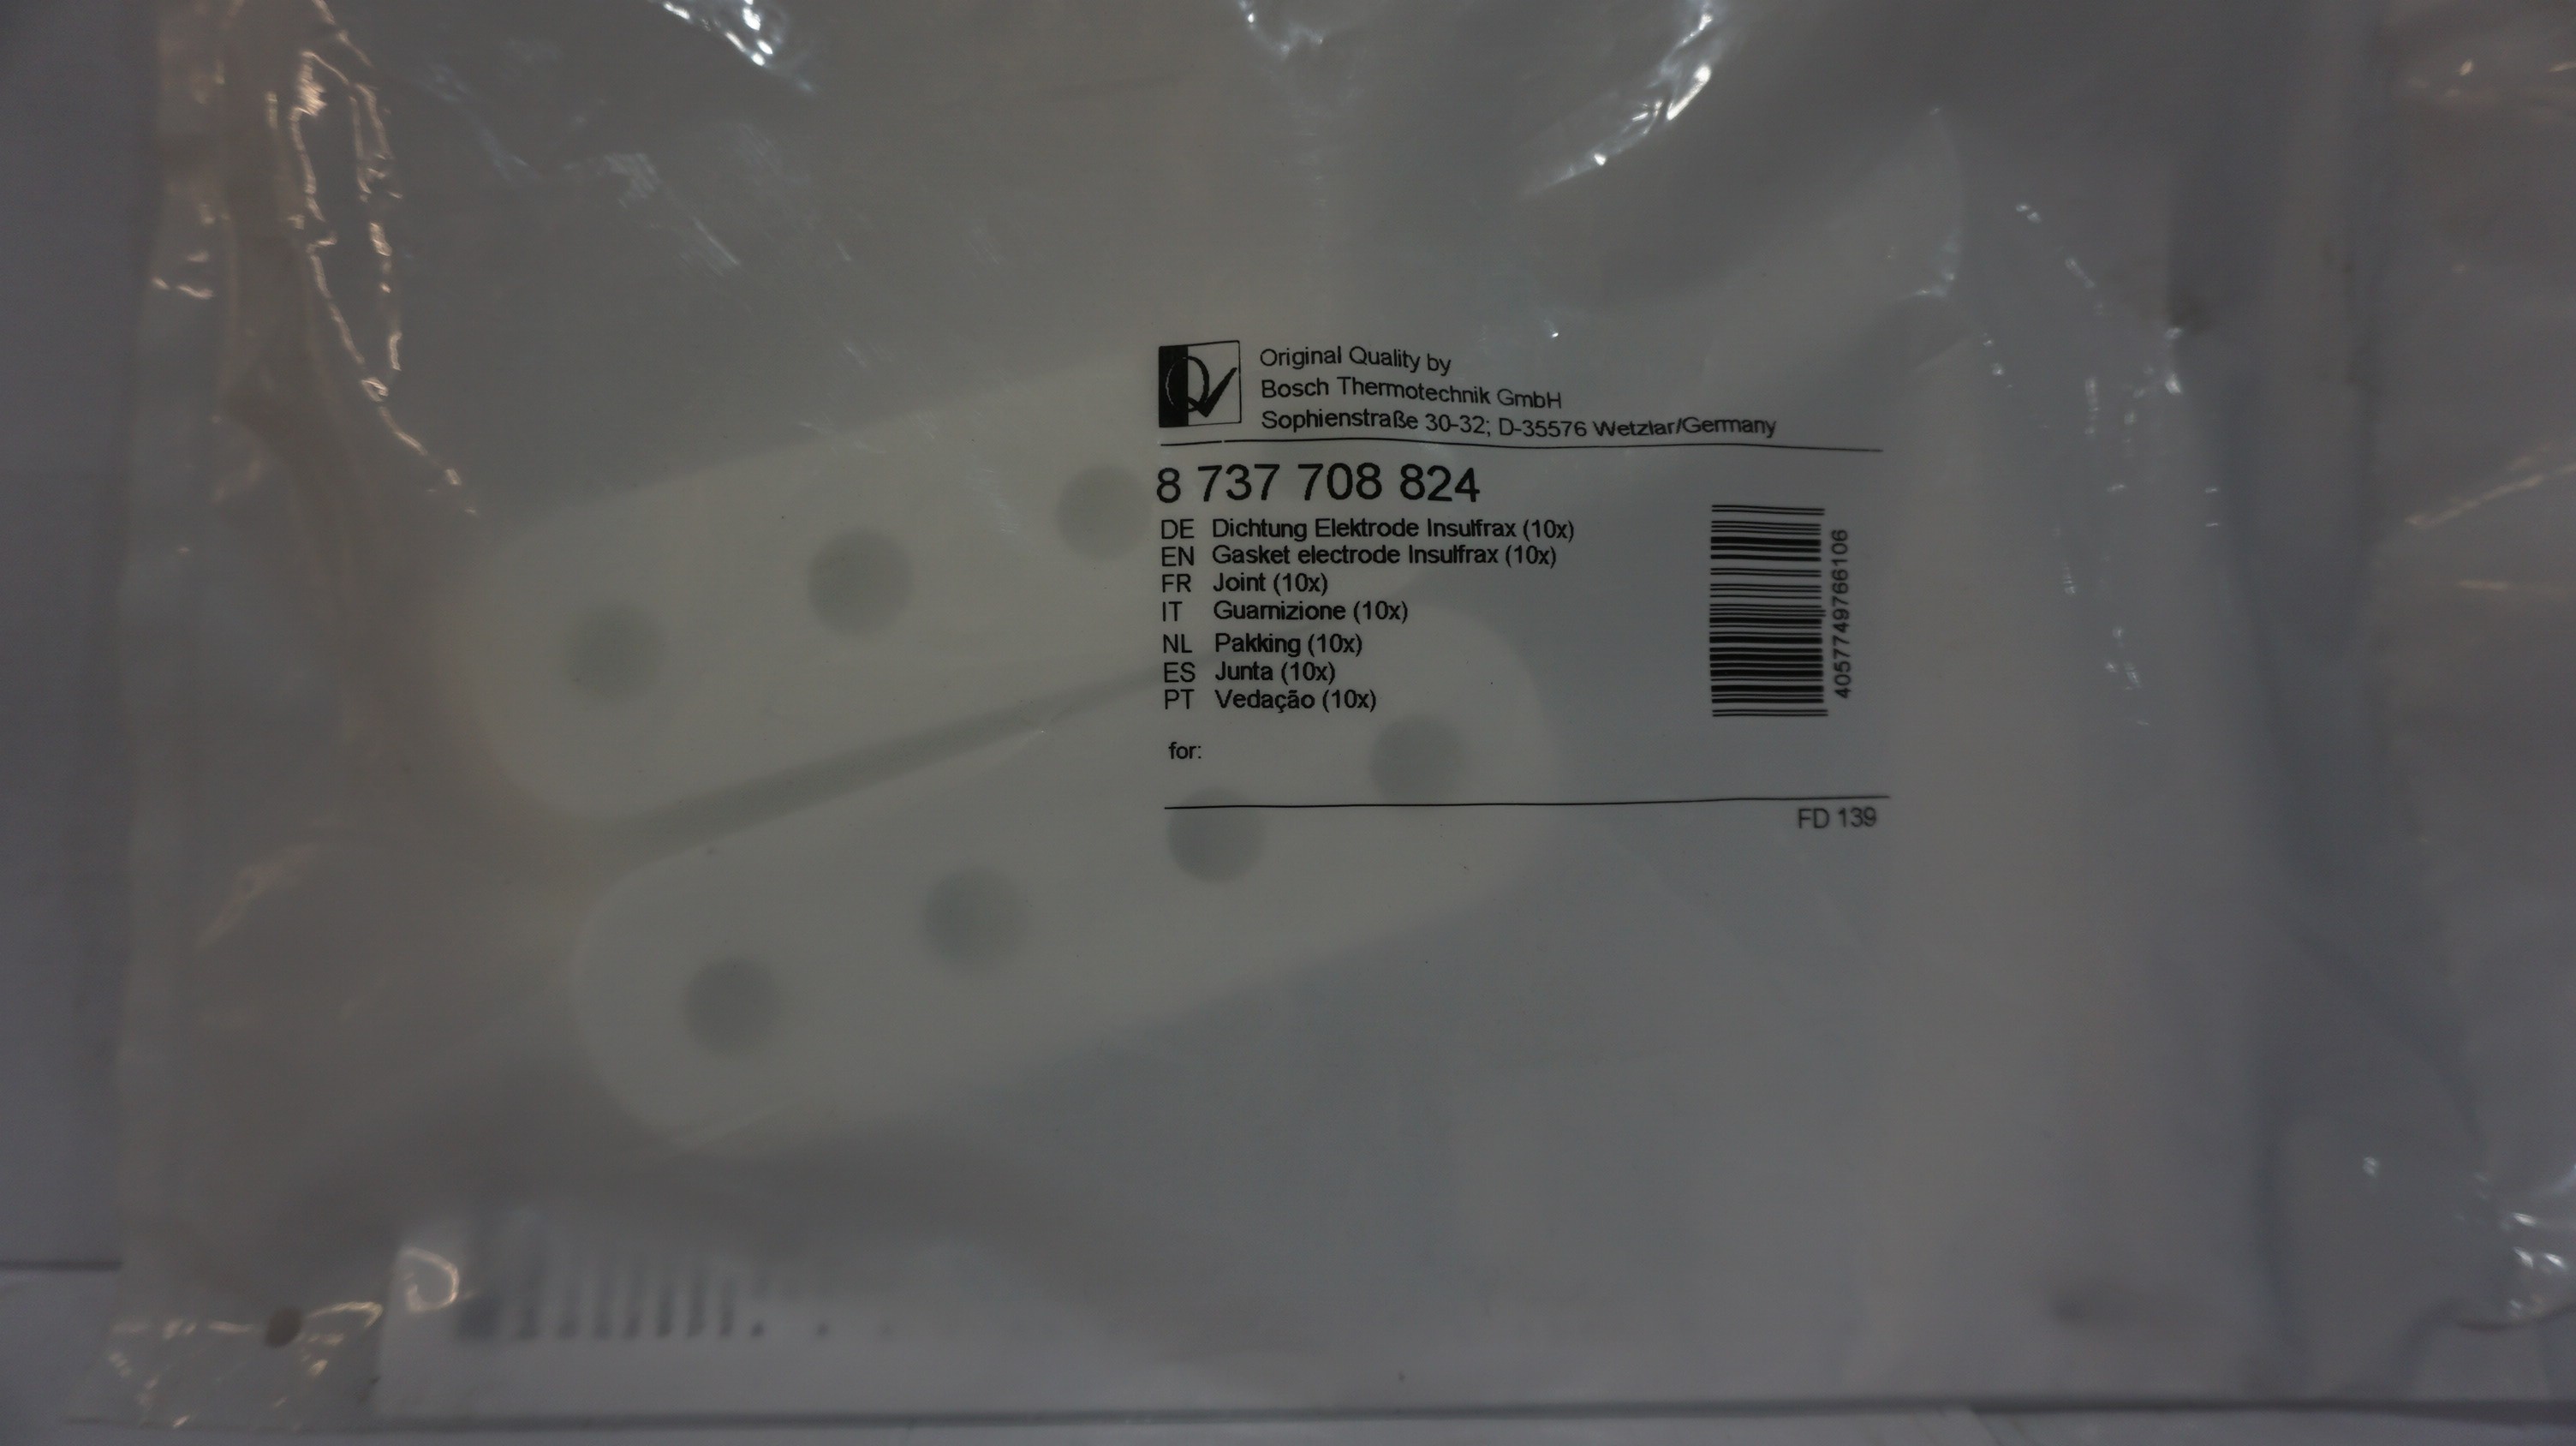 Original Quality by
Bosch Thermotechnik GmbH
Sophienstraße 30-32; D-35576 Wetzlar/Germany
8 737 708 824
DE Dichtung Elektrode Insulfrax (10x)
EN Gasket electrode Insulfrax (10x)
FR Joint (10x)
IT Guarnizione (10x)
NL Pakking (10x)
ES Junta (10x)
PT Vedação (10x)
4057749766106
for:
FD 139